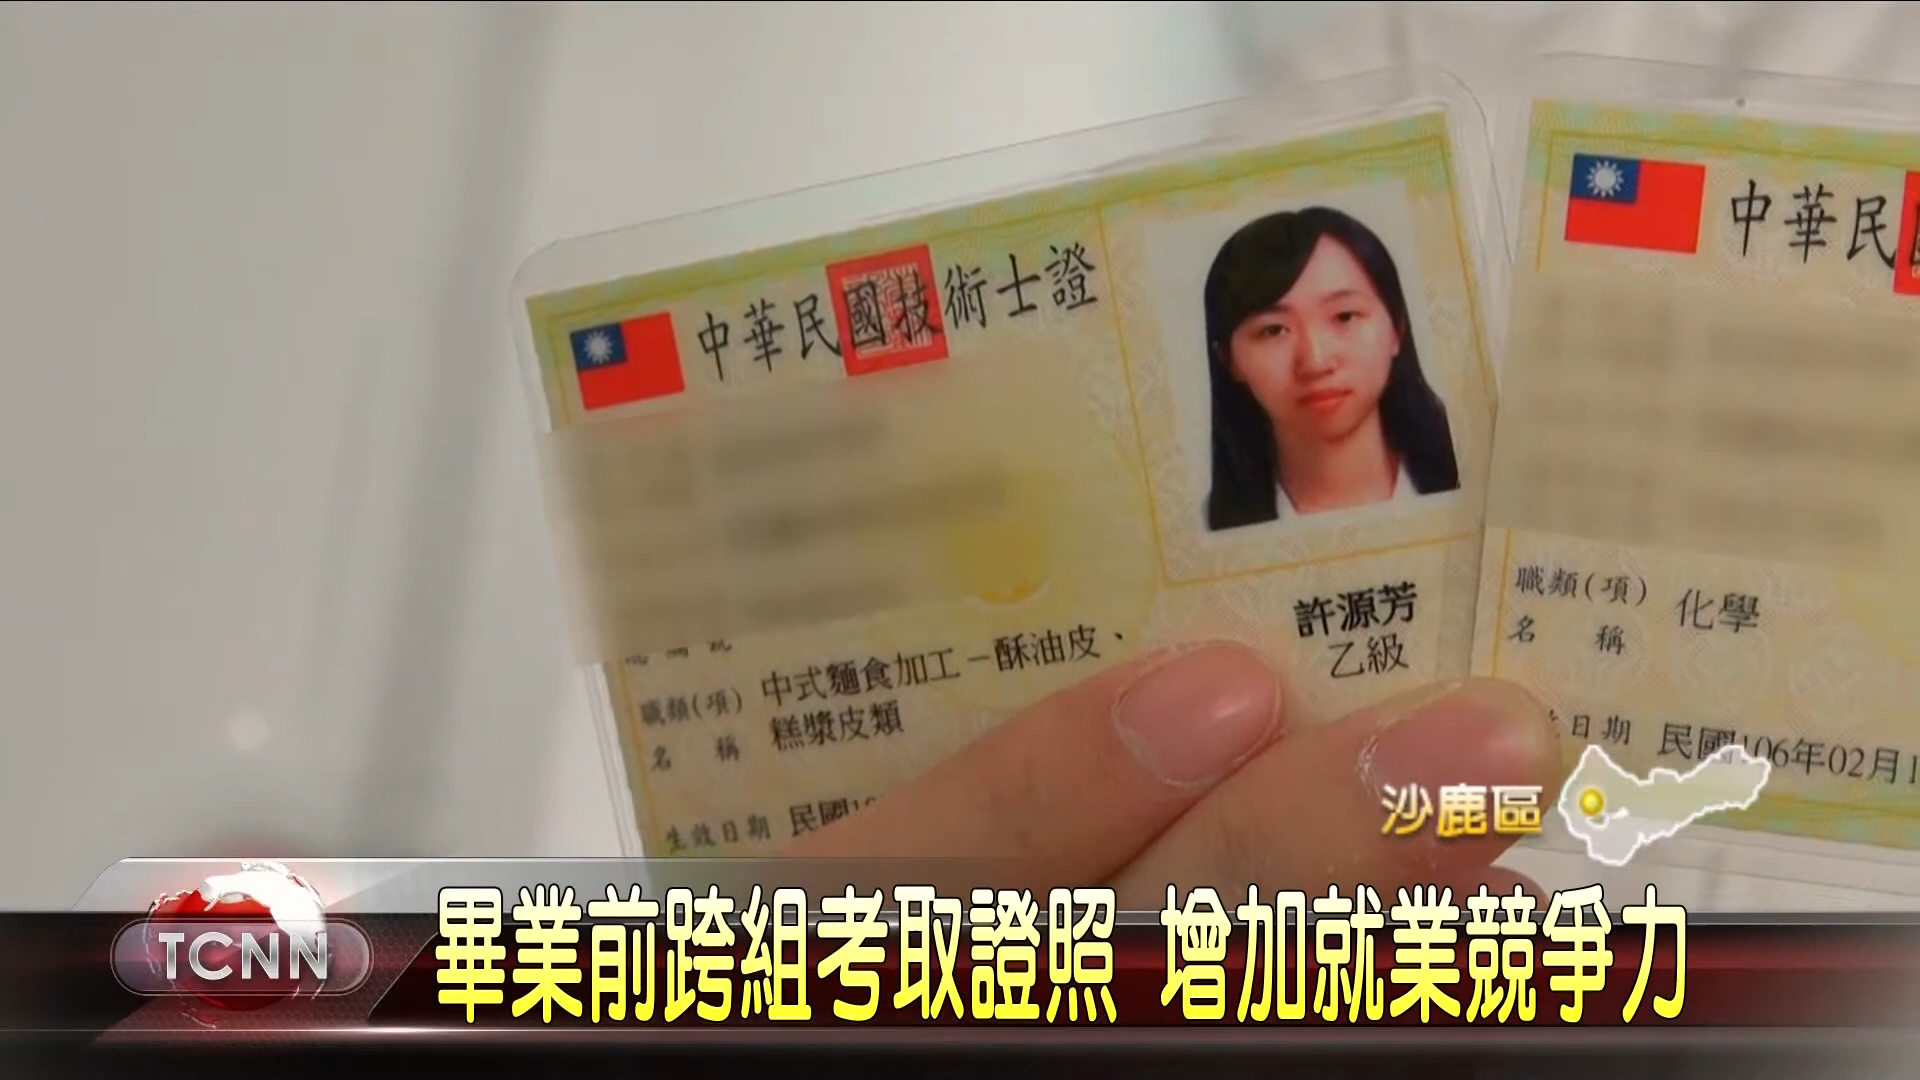 中華民國技術士證
許源芳
乙級
職類(項)
名 稱
中式麵食加工－酥油皮、
糕漿皮類
生效日期 民國10
中華民國
職類(項)
名 稱
化學
日期 民國106年02月1
沙鹿區
TCNN
畢業前跨組考取證照 增加就業競爭力